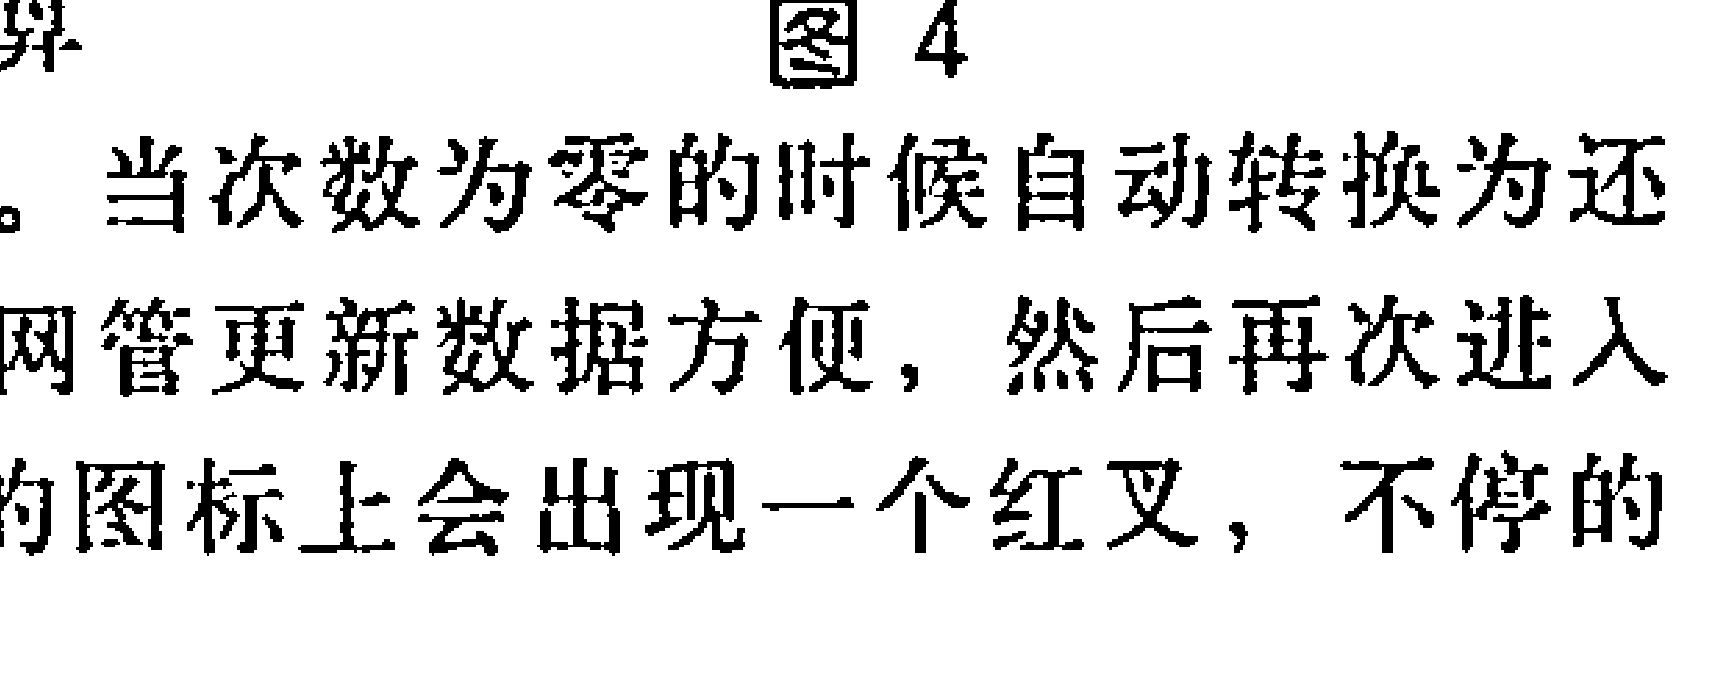 图 4
。当次数为零的时候自动转换为还
网管更新数据方便，然后再次进入
的图标上会出现一个红叉，不停的